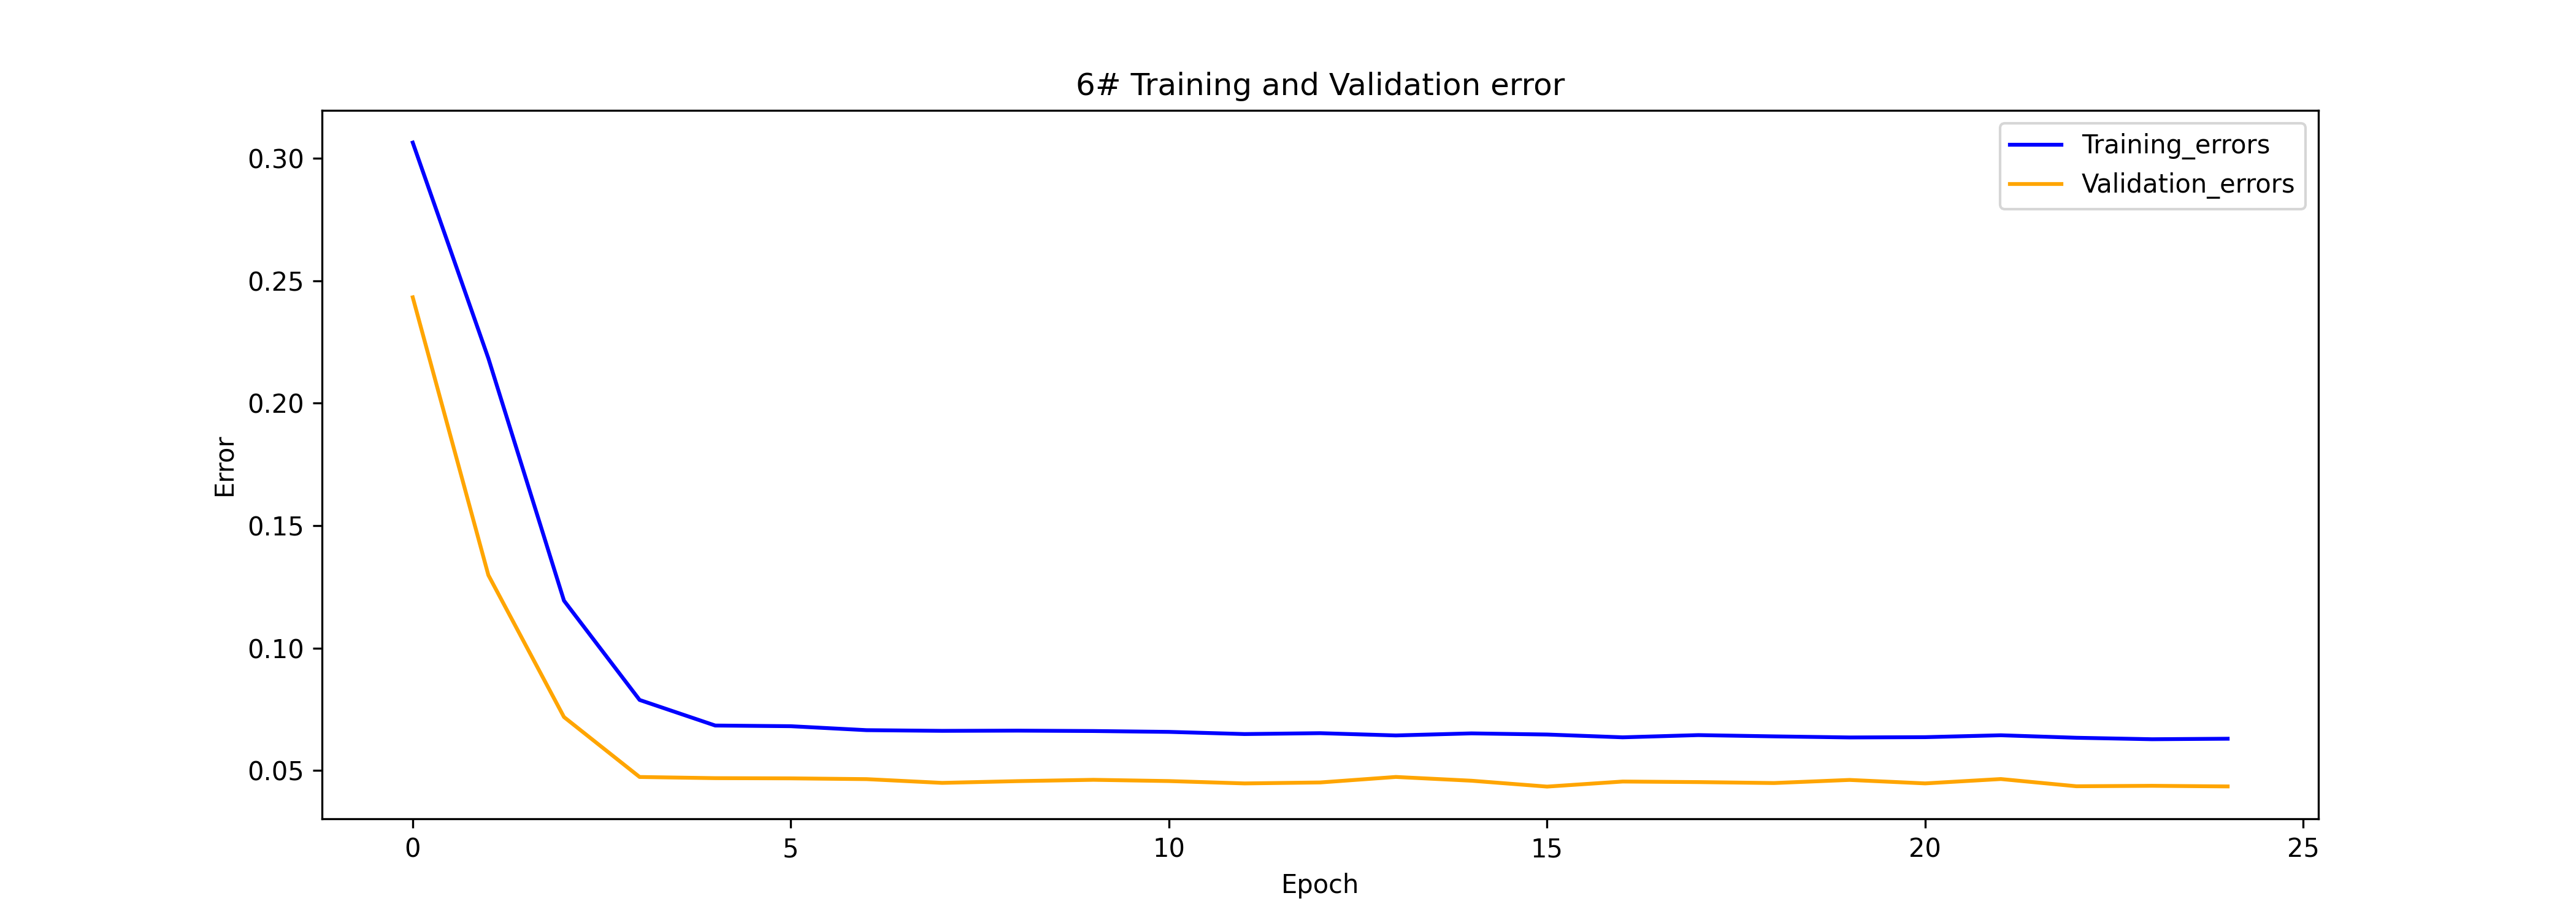 6# Training and Validation error
Training_errors
Validation_errors
0.30
0.25
0.20
0.15
0.10
0.05
Error
0
5
10
15
20
25
Epoch